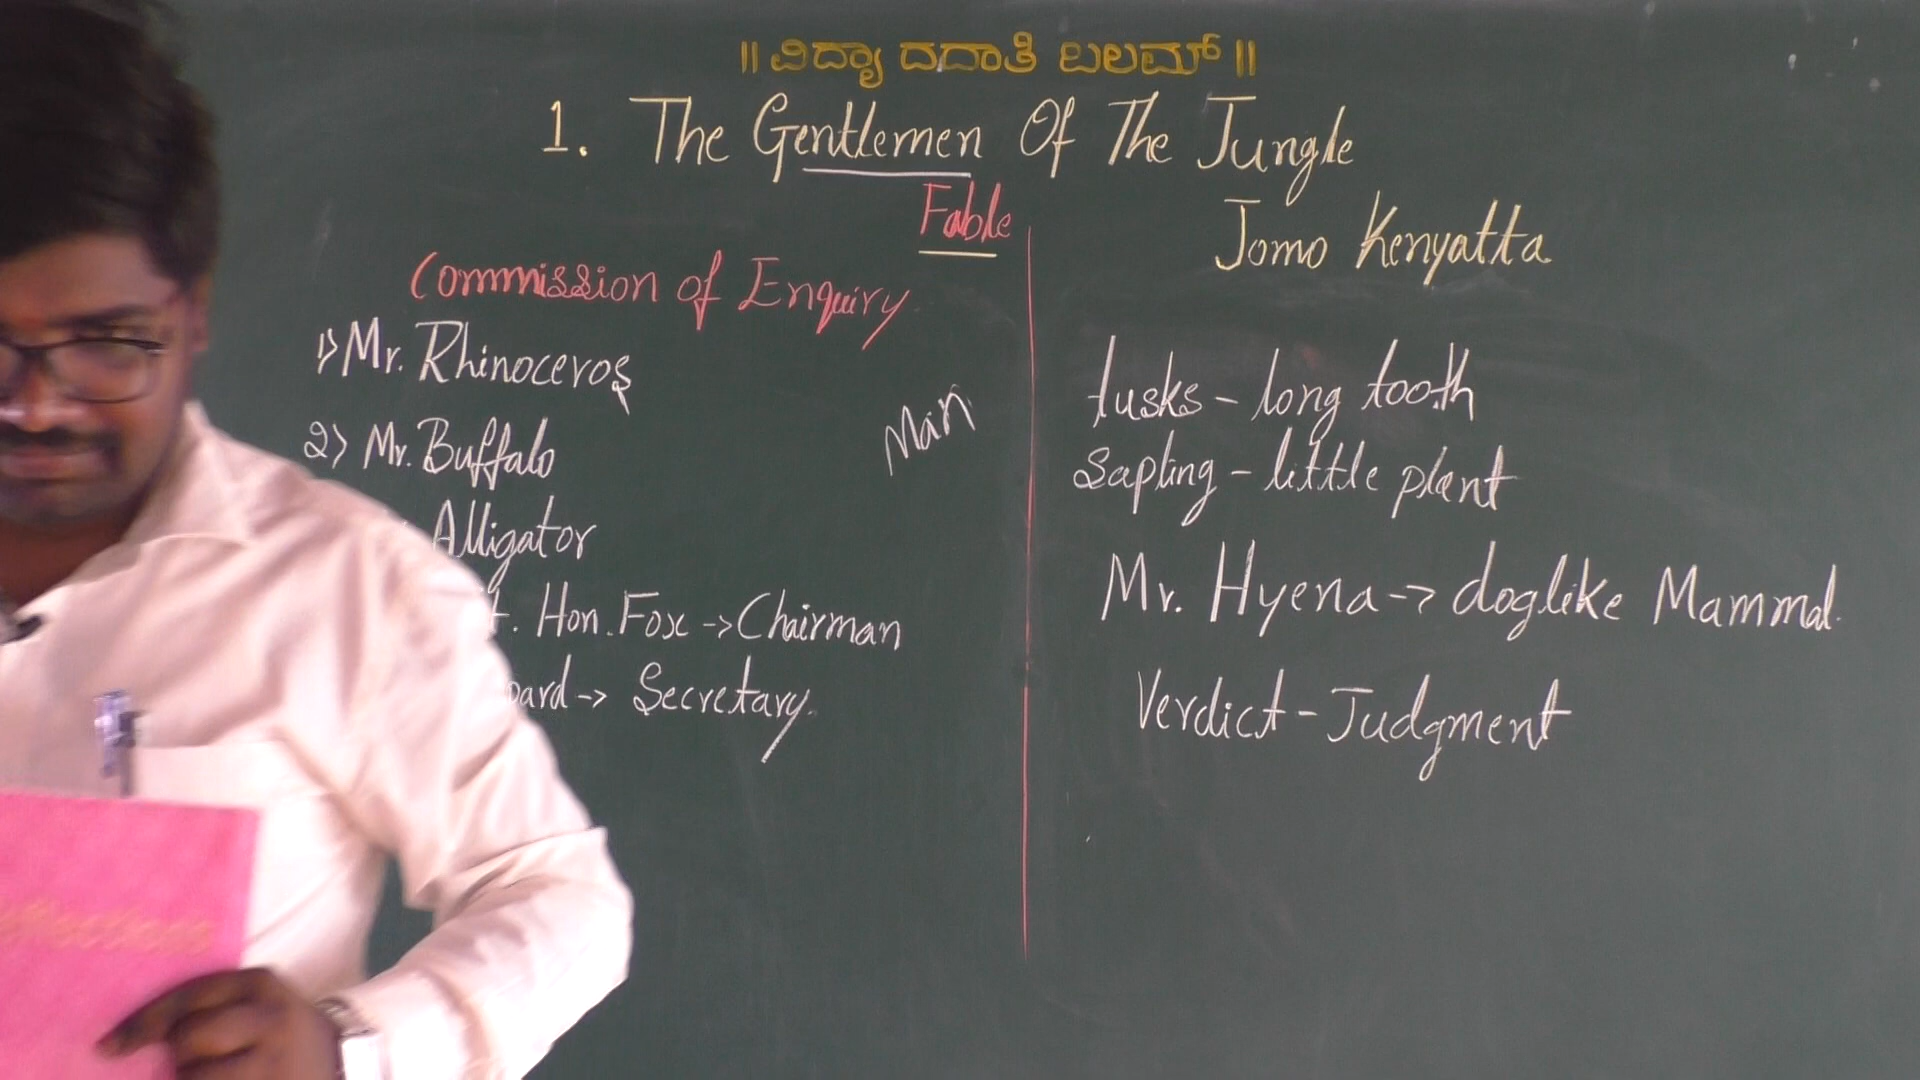 ॥ ವಿದ್ಯಾ ದದಾತಿ ಬಲಮ್ ॥
1. The Gentlemen Of The Jungle
Fable
Jomo Kenyatta
Commission of Enquiry
1) Mr. Rhinoceros
2) Mr. Buffalo
Alligator
Hon. Fox -> Chairman
-> Secretary.
Man
tusks - long tooth
Sapling - little plant
Mr. Hyena -> doglike Mammal.
Verdict - Judgment